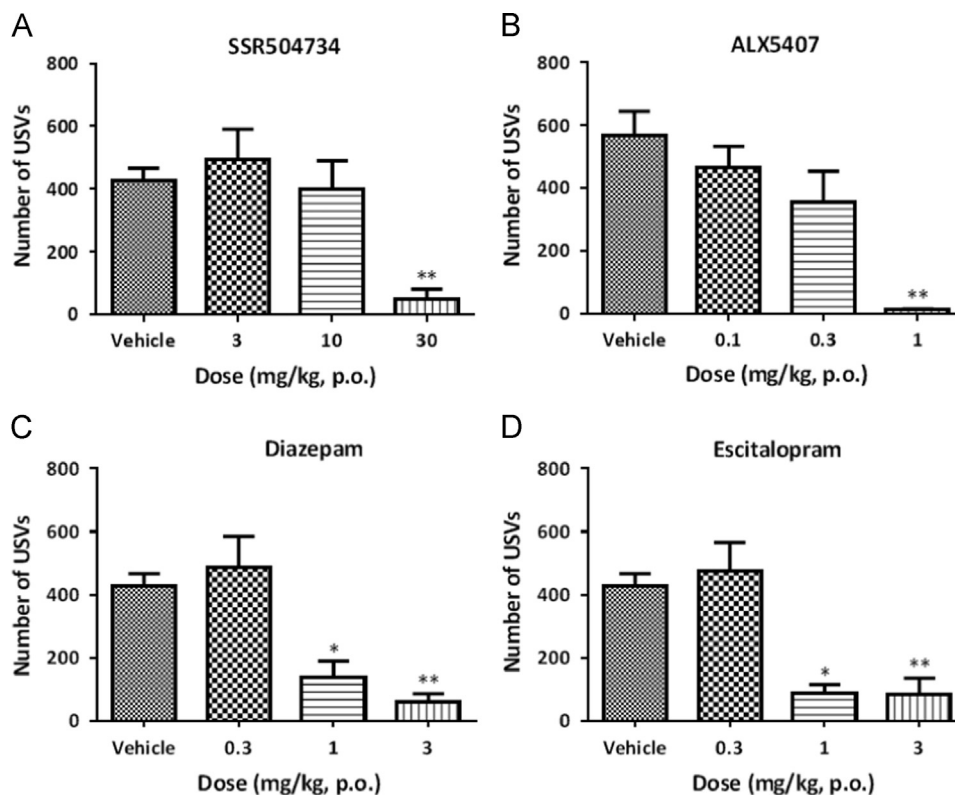 A
SSR504734
800
600
400
200
0
Number of USVs
**
Vehicle 3 10 30
Dose (mg/kg, p.o.)
B
ALX5407
800
600
400
200
0
Number of USVs
**
Vehicle 0.1 0.3 1
Dose (mg/kg, p.o.)
C
Diazepam
800
600
400
200
0
Number of USVs
*
**
Vehicle 0.3 1 3
Dose (mg/kg, p.o.)
D
Escitalopram
800
600
400
200
0
Number of USVs
*
**
Vehicle 0.3 1 3
Dose (mg/kg, p.o.)